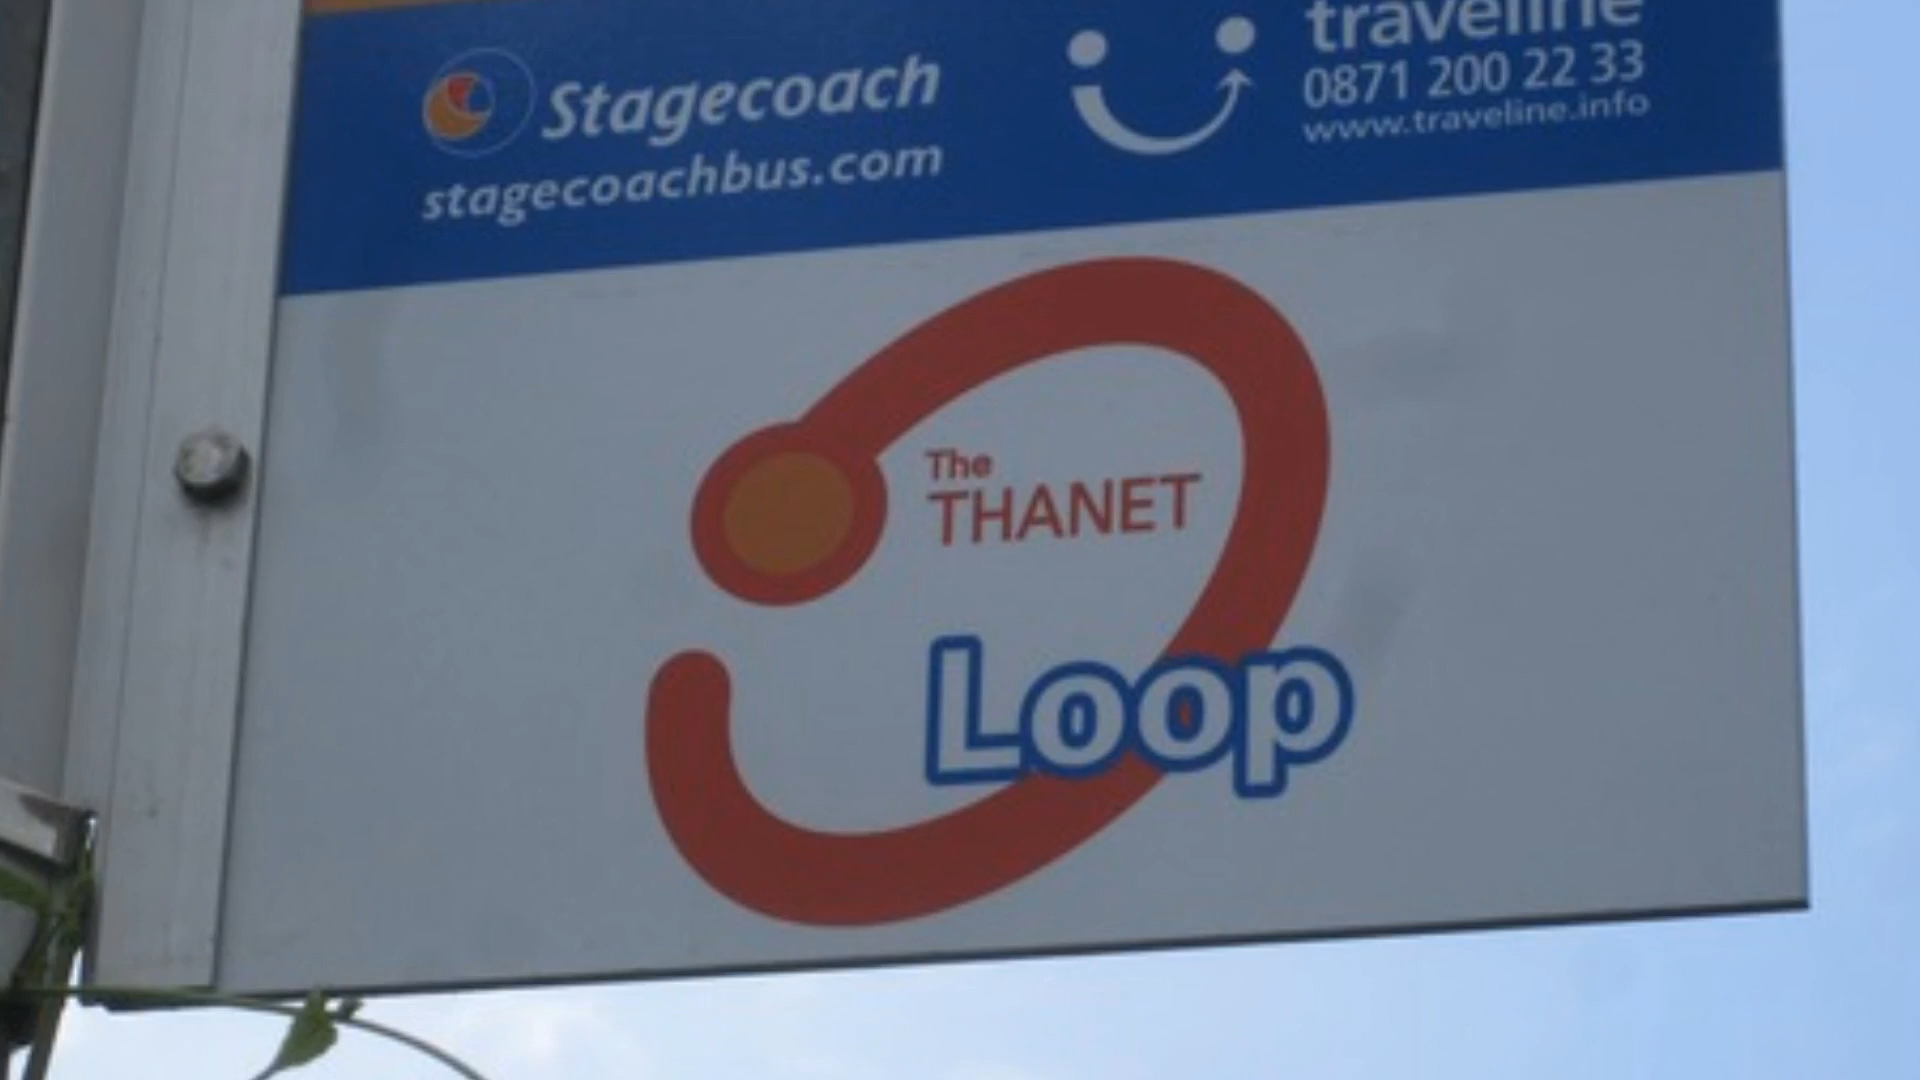 Stagecoach
stagecoachbus.com
traveline
0871 200 22 33
www.traveline.info
The
THANET
Loop